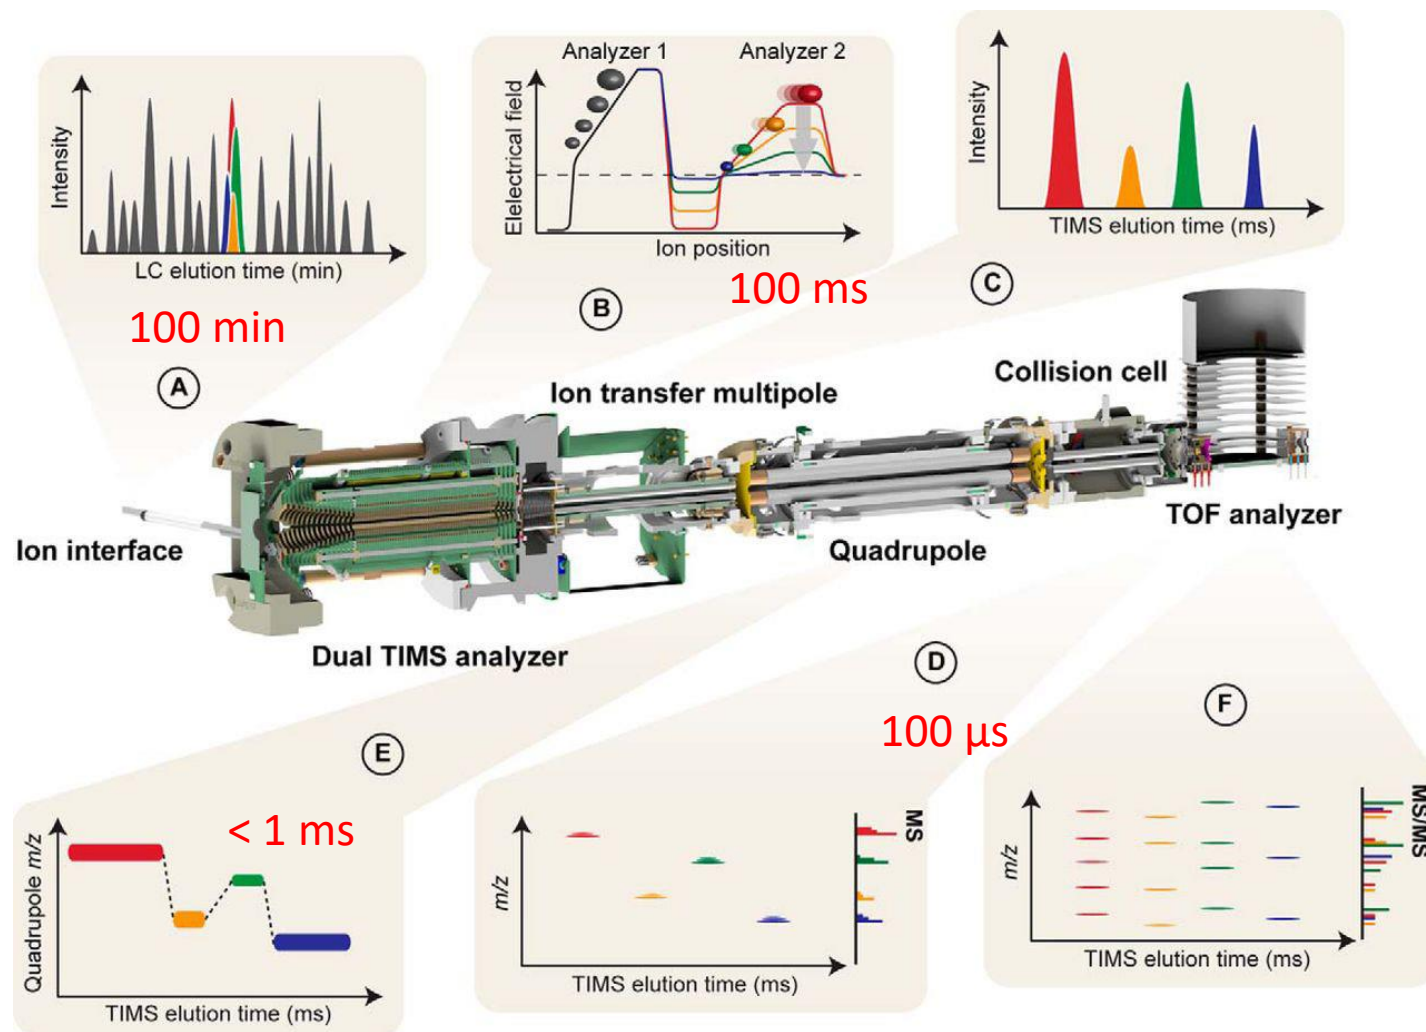 Intensity
LC elution time (min)
100 min
A
Analyzer 1
Analyzer 2
Elelectrical field
Ion position
B
100 ms
Intensity
TIMS elution time (ms)
C
Ion interface
Dual TIMS analyzer
Ion transfer multipole
Quadrupole
Collision cell
TOF analyzer
E
< 1 ms
Quadrupole m/z
TIMS elution time (ms)
D
100 µs
m/z
MS
TIMS elution time (ms)
F
m/z
MS/MS
TIMS elution time (ms)